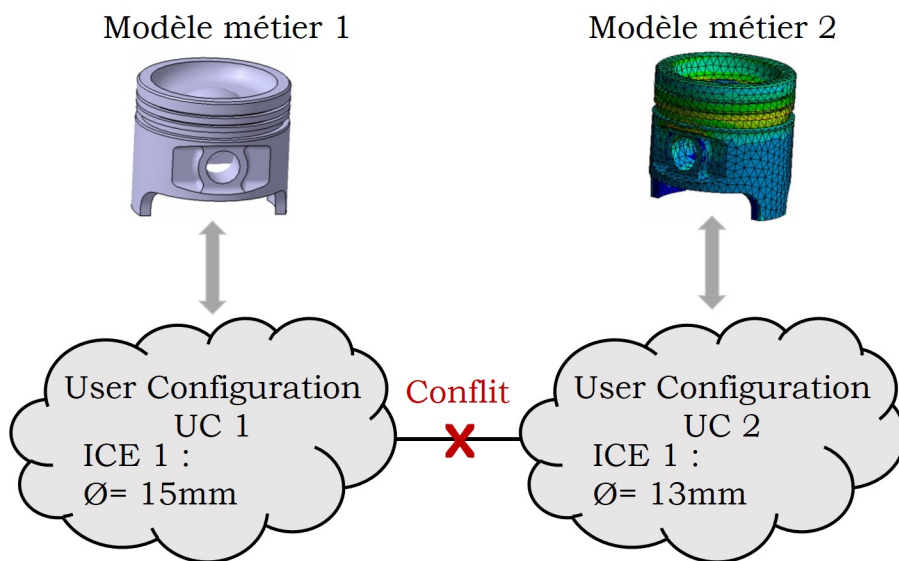 Modèle métier 1
Modèle métier 2
User Configuration
UC 1
ICE 1 :
Ø= 15mm
Conflit
User Configuration
UC 2
ICE 1 :
Ø= 13mm